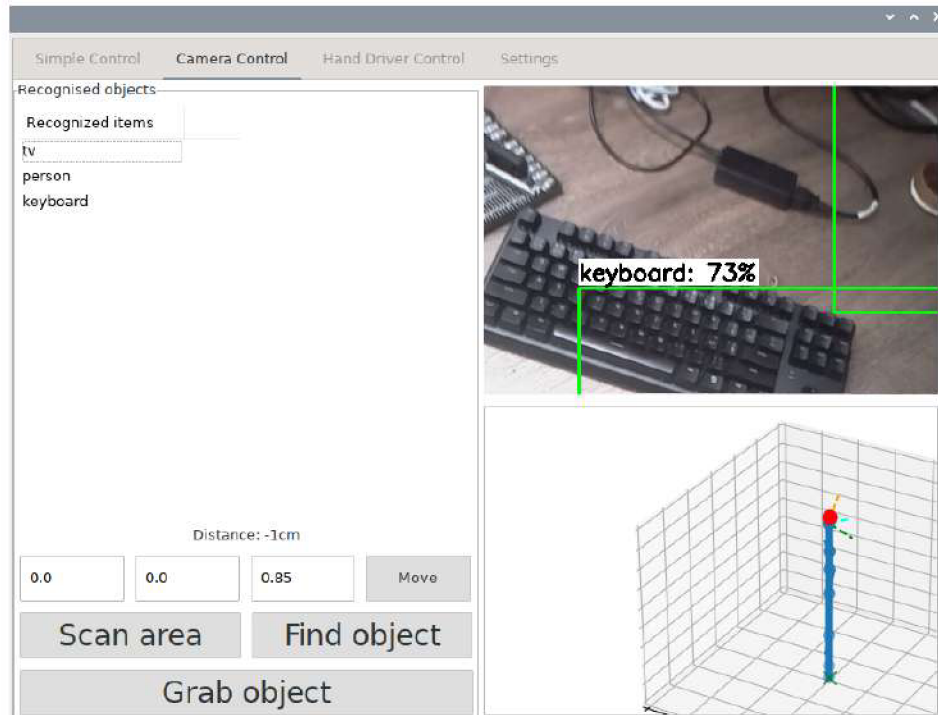 Simple Control Camera Control Hand Driver Control Settings
Recognised objects
Recognized items
tv
person
keyboard
keyboard: 73%
Distance: -1cm
0.0 0.0 0.85 Move
Scan area Find object
Grab object